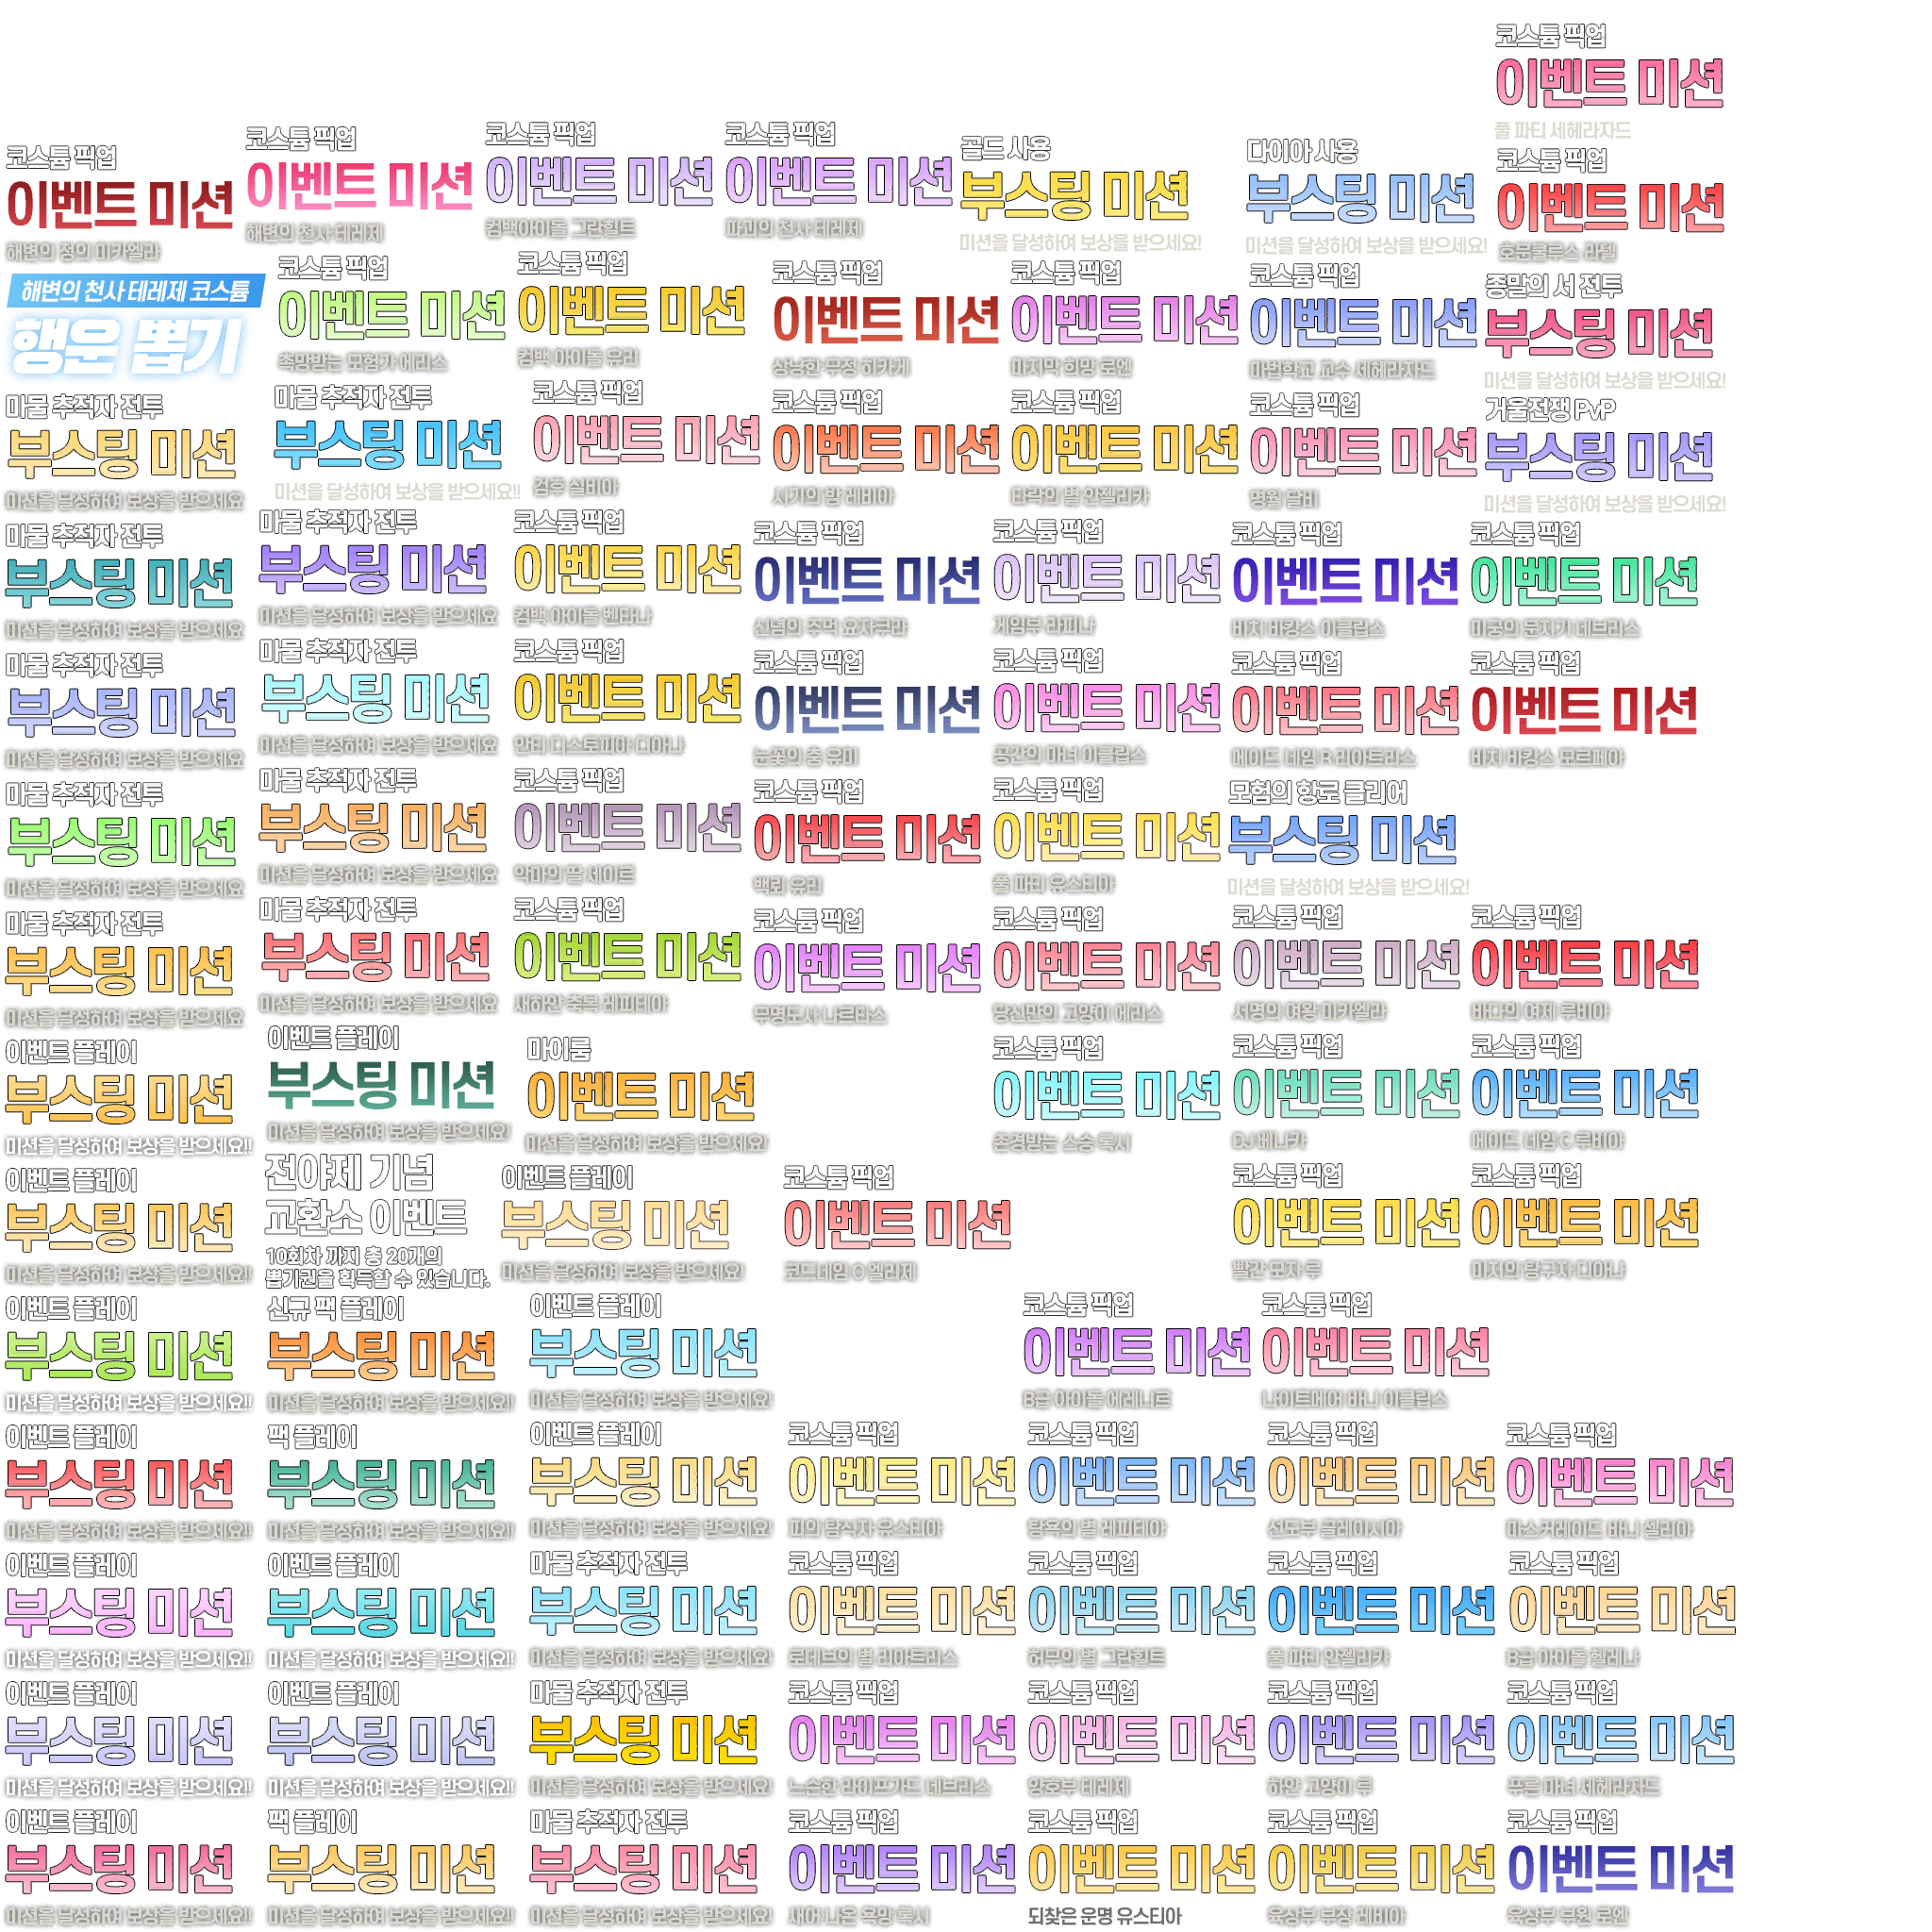 코스튬 픽업
이벤트 미션
풀 파티 세헤라자드
코스튬 픽업
이벤트 미션
해변의 정의 미카엘라
코스튬 픽업
이벤트 미션
해변의 천사 테레제
코스튬 픽업
이벤트 미션
컴백아이돌 그란힐트
코스튬 픽업
이벤트 미션
파괴의 천사 테레제
골드 사용
부스팅 미션
미션을 달성하여 보상을 받으세요!
다이아 사용
부스팅 미션
미션을 달성하여 보상을 받으세요!
코스튬 픽업
이벤트 미션
호문쿨루스 라텔
해변의 천사 테레제 코스튬
행운 뽑기
코스튬 픽업
이벤트 미션
촉망받는 모험가 에리스
코스튬 픽업
이벤트 미션
컴백 아이돌 유리
코스튬 픽업
이벤트 미션
상냥한 무정 히카게
코스튬 픽업
이벤트 미션
마지막 희망 로엔
코스튬 픽업
이벤트 미션
마법학교 교수 세헤라자드
종말의 서 전투
부스팅 미션
미션을 달성하여 보상을 받으세요!
마물 추적자 전투
부스팅 미션
미션을 달성하여 보상을 받으세요
마물 추적자 전투
부스팅 미션
미션을 달성하여 보상을 받으세요!!
코스튬 픽업
이벤트 미션
검후 실비아
코스튬 픽업
이벤트 미션
시기의 밤 레비아
코스튬 픽업
이벤트 미션
타락의 별 안젤리카
코스튬 픽업
이벤트 미션
명월 달비
거울전쟁 PvP
부스팅 미션
미션을 달성하여 보상을 받으세요!
마물 추적자 전투
부스팅 미션
미션을 달성하여 보상을 받으세요
마물 추적자 전투
부스팅 미션
미션을 달성하여 보상을 받으세요
코스튬 픽업
이벤트 미션
컴백 아이돌 벤타나
코스튬 픽업
이벤트 미션
신념의 주먹 요자쿠라
코스튬 픽업
이벤트 미션
게임부 라피나
코스튬 픽업
이벤트 미션
비치 바캉스 이클립스
코스튬 픽업
이벤트 미션
미궁의 문지기 네브리스
마물 추적자 전투
부스팅 미션
미션을 달성하여 보상을 받으세요
마물 추적자 전투
부스팅 미션
미션을 달성하여 보상을 받으세요
코스튬 픽업
이벤트 미션
안티 디스토피아 디아나
코스튬 픽업
이벤트 미션
눈꽃의 춤 유미
코스튬 픽업
이벤트 미션
공간의 마녀 이클립스
코스튬 픽업
이벤트 미션
메이드 네임 R 리아트리스
코스튬 픽업
이벤트 미션
비치 바캉스 모르페아
마물 추적자 전투
부스팅 미션
미션을 달성하여 보상을 받으세요
마물 추적자 전투
부스팅 미션
미션을 달성하여 보상을 받으세요
코스튬 픽업
이벤트 미션
악마의 딸 세이르
코스튬 픽업
이벤트 미션
백뢰 유리
코스튬 픽업
이벤트 미션
풀 파티 유스티아
모험의 항로 클리어
부스팅 미션
미션을 달성하여 보상을 받으세요!
마물 추적자 전투
부스팅 미션
미션을 달성하여 보상을 받으세요
마물 추적자 전투
부스팅 미션
미션을 달성하여 보상을 받으세요
코스튬 픽업
이벤트 미션
새하얀 축복 레피테아
코스튬 픽업
이벤트 미션
무명도사 나르타스
코스튬 픽업
이벤트 미션
당신만의 고양이 에리스
코스튬 픽업
이벤트 미션
서명의 여왕 미카엘라
코스튬 픽업
이벤트 미션
바다의 여제 루비아
이벤트 플레이
부스팅 미션
미션을 달성하여 보상을 받으세요!!
이벤트 플레이
부스팅 미션
미션을 달성하여 보상을 받으세요!
마이룸
이벤트 미션
미션을 달성하여 보상을 받으세요!
코스튬 픽업
이벤트 미션
존경받는 스승 록시
코스튬 픽업
이벤트 미션
DJ 베나카
코스튬 픽업
이벤트 미션
메이드 네임 C 루비아
이벤트 플레이
부스팅 미션
미션을 달성하여 보상을 받으세요!!
전야제 기념
교환소 이벤트
10회차 까지 총 20개의
뽑기권을 획득할 수 있습니다.
이벤트 플레이
부스팅 미션
미션을 달성하여 보상을 받으세요!
코스튬 픽업
이벤트 미션
코드네임 O 엘리제
코스튬 픽업
이벤트 미션
빨간 모자 루
코스튬 픽업
이벤트 미션
미지의 탐구자 디아나
이벤트 플레이
부스팅 미션
미션을 달성하여 보상을 받으세요!!
신규 팩 플레이
부스팅 미션
미션을 달성하여 보상을 받으세요!!
이벤트 플레이
부스팅 미션
미션을 달성하여 보상을 받으세요!
코스튬 픽업
이벤트 미션
B급 아이돌 에레니르
코스튬 픽업
이벤트 미션
나이트메어 바니 이클립스
이벤트 플레이
부스팅 미션
미션을 달성하여 보상을 받으세요!!
팩 플레이
부스팅 미션
미션을 달성하여 보상을 받으세요!!
이벤트 플레이
부스팅 미션
미션을 달성하여 보상을 받으세요!
코스튬 픽업
이벤트 미션
피의 탐식자 유스티아
코스튬 픽업
이벤트 미션
탐욕의 별 레피테아
코스튬 픽업
이벤트 미션
선도부 글레이시아
코스튬 픽업
이벤트 미션
마스커레이드 바니 셀리아
이벤트 플레이
부스팅 미션
미션을 달성하여 보상을 받으세요!!
이벤트 플레이
부스팅 미션
미션을 달성하여 보상을 받으세요!!
마물 추적자 전투
부스팅 미션
미션을 달성하여 보상을 받으세요!
코스튬 픽업
이벤트 미션
로데브의 별 리아트리스
코스튬 픽업
이벤트 미션
허무의 별 그란힐트
코스튬 픽업
이벤트 미션
풀 파티 안젤리카
코스튬 픽업
이벤트 미션
B급 아이돌 헬레나
이벤트 플레이
부스팅 미션
미션을 달성하여 보상을 받으세요!!
이벤트 플레이
부스팅 미션
미션을 달성하여 보상을 받으세요!!
마물 추적자 전투
부스팅 미션
미션을 달성하여 보상을 받으세요!
코스튬 픽업
이벤트 미션
느슨한 라이프가드 네브리스
코스튬 픽업
이벤트 미션
양호부 테레제
코스튬 픽업
이벤트 미션
하얀 고양이 루
코스튬 픽업
이벤트 미션
푸른 마녀 세헤라자드
이벤트 플레이
부스팅 미션
미션을 달성하여 보상을 받으세요!!
팩 플레이
부스팅 미션
미션을 달성하여 보상을 받으세요!!
마물 추적자 전투
부스팅 미션
미션을 달성하여 보상을 받으세요!
코스튬 픽업
이벤트 미션
새어 나온 욕망 록시
코스튬 픽업
이벤트 미션
되찾은 운명 유스티아
코스튬 픽업
이벤트 미션
육상부 부장 레비아
코스튬 픽업
이벤트 미션
육상부 부원 로엔